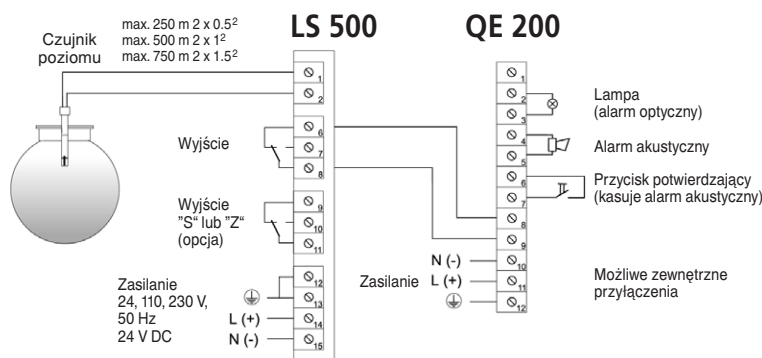 LS 500
QE 200
max. 250 m 2 x 0.5²
max. 500 m 2 x 1²
max. 750 m 2 x 1.5²
Czujnik
poziomu
1
2
Wyjście
6
7
8
Wyjście
"S“ lub "Z“
(opcja)
9
10
11
Zasilanie
24, 110, 230 V,
50 Hz
24 V DC
L (+)
N (-)
12
13
14
15
1
2
3
4
5
6
7
8
9
10
11
12
Lampa
(alarm optyczny)
Alarm akustyczny
Przycisk potwierdzający
(kasuje alarm akustyczny)
Zasilanie
N (-)
L (+)
Możliwe zewnętrzne
przyłączenia